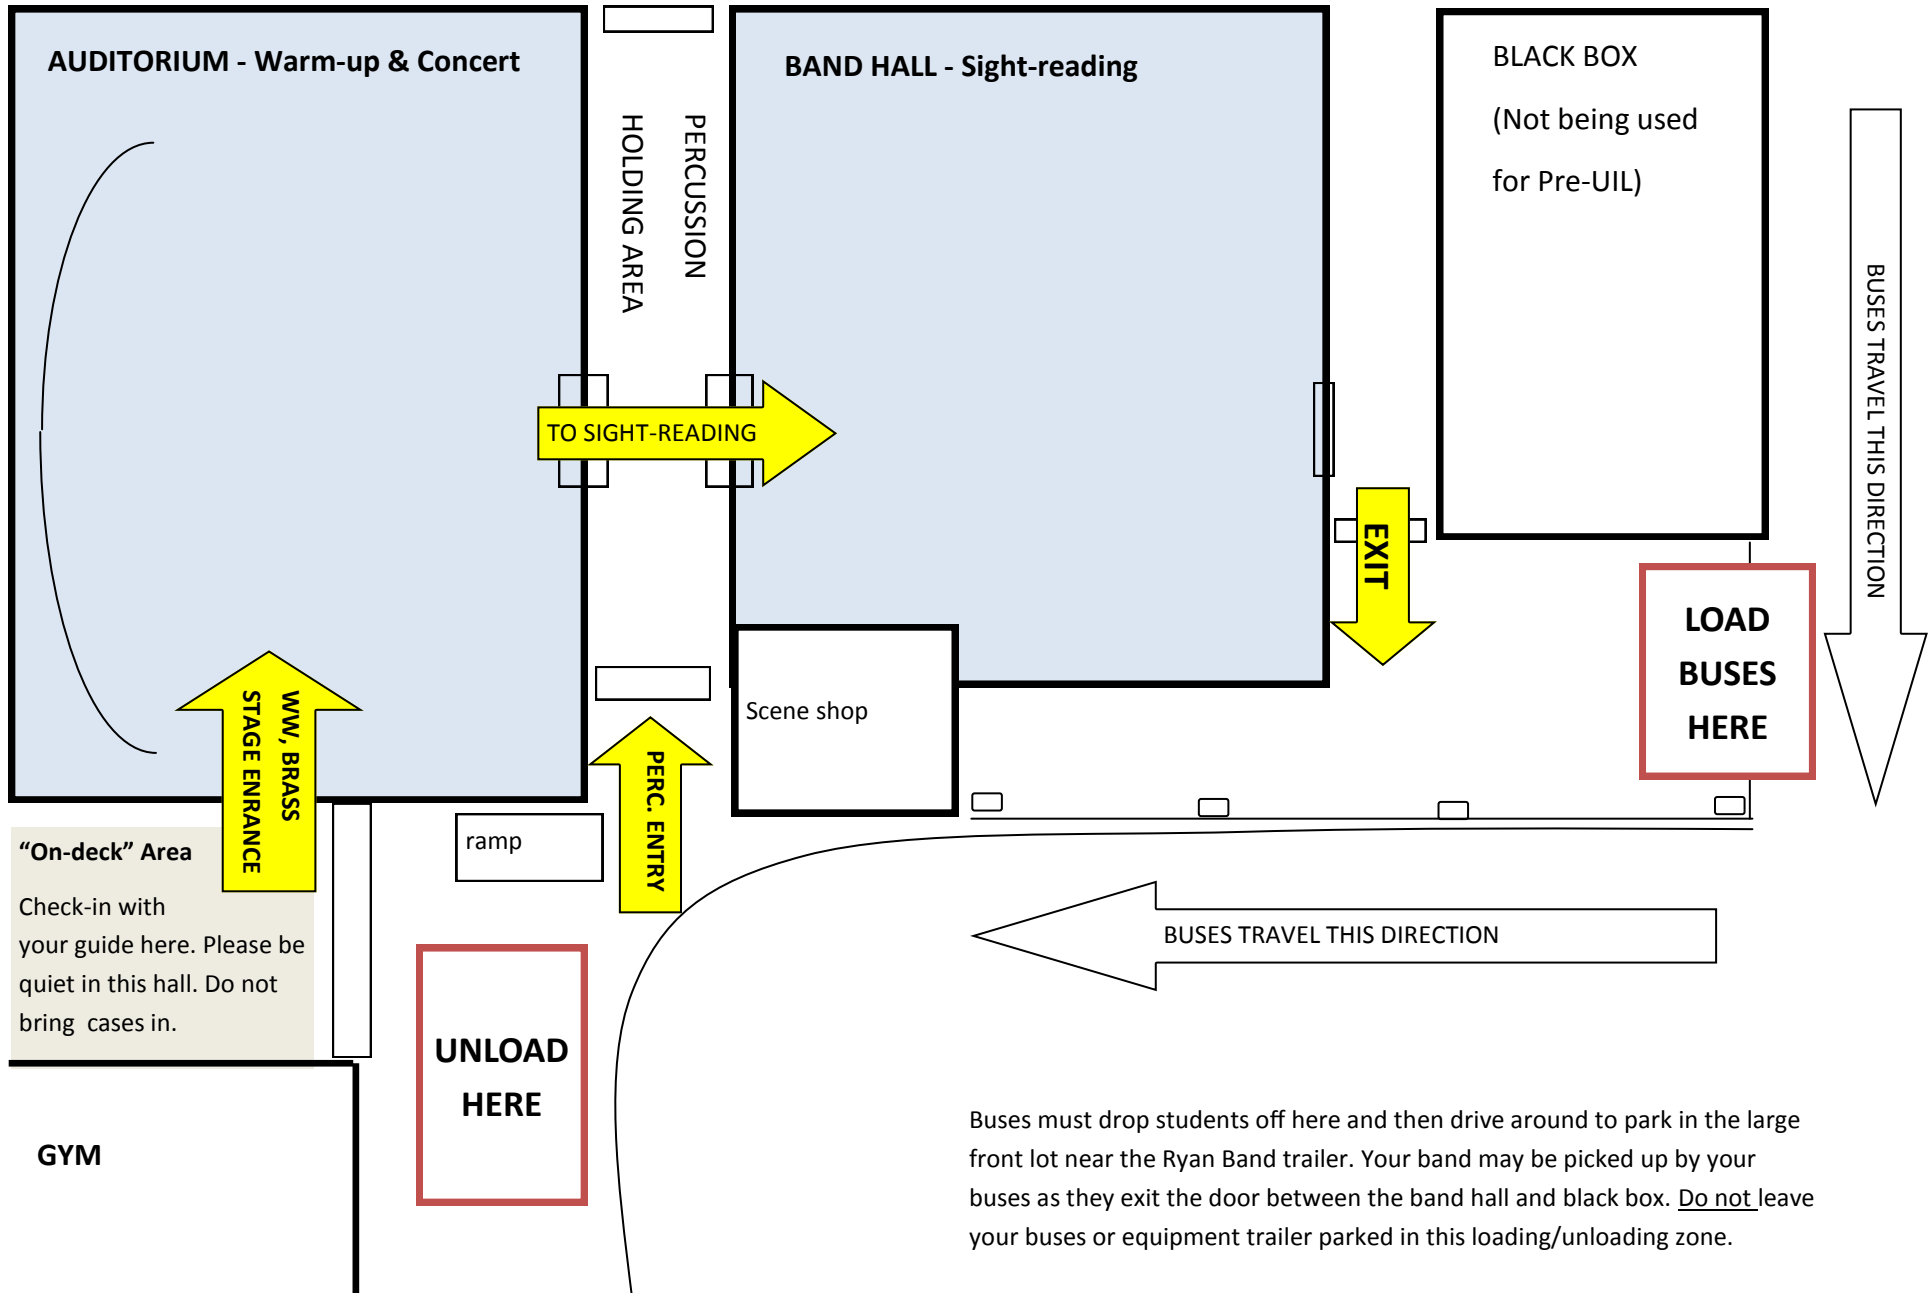 AUDITORIUM - Warm-up & Concert
PERCUSSION
HOLDING AREA
BAND HALL - Sight-reading
BLACK BOX
(Not being used
for Pre-UIL)
BUSES TRAVEL THIS DIRECTION
TO SIGHT-READING
EXIT
LOAD
BUSES
HERE
WW, BRASS
STAGE ENRANCE
PERC. ENTRY
Scene shop
ramp
“On-deck” Area
Check-in with
your guide here. Please be
quiet in this hall. Do not
bring  cases in.
BUSES TRAVEL THIS DIRECTION
UNLOAD
HERE
GYM
Buses must drop students off here and then drive around to park in the large
front lot near the Ryan Band trailer. Your band may be picked up by your
buses as they exit the door between the band hall and black box. Do not leave
your buses or equipment trailer parked in this loading/unloading zone.